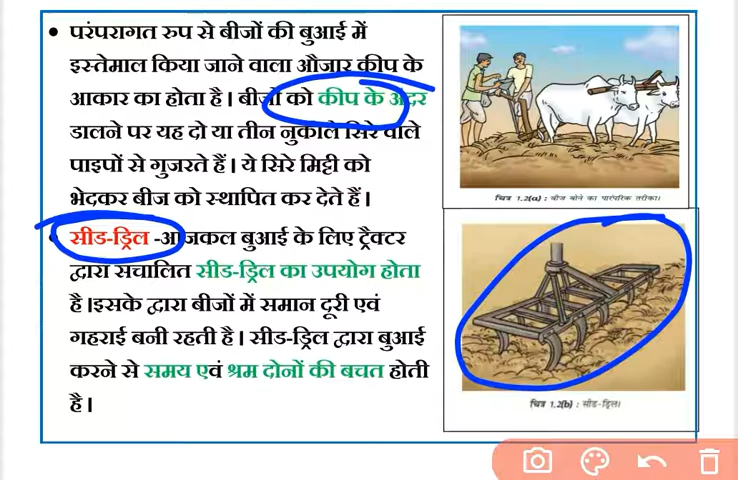 • परंपरागत रुप से बीजों की बुआई में
इस्तेमाल किया जाने वाला औजार कीप के
आकार का होता है। बीजों को कीप के अंदर
डालने पर यह दो या तीन नुकीले सिरे वाले
पाइपों से गुजरते हैं। ये सिरे मिट्टी को
भेदकर बीज को स्थापित कर देते हैं।
• सीड-ड्रिल -आजकल बुआई के लिए ट्रैक्टर
द्वारा संचालित सीड-ड्रिल का उपयोग होता
है।इसके द्वारा बीजों में समान दूरी एवं
गहराई बनी रहती है। सीड-ड्रिल द्वारा बुआई
करने से समय एवं श्रम दोनों की बचत होती
है।
चित्र 1.2(a) : बीज बोने का पारंपरिक तरीका।
चित्र 1.2(b) : सीड-ड्रिल।